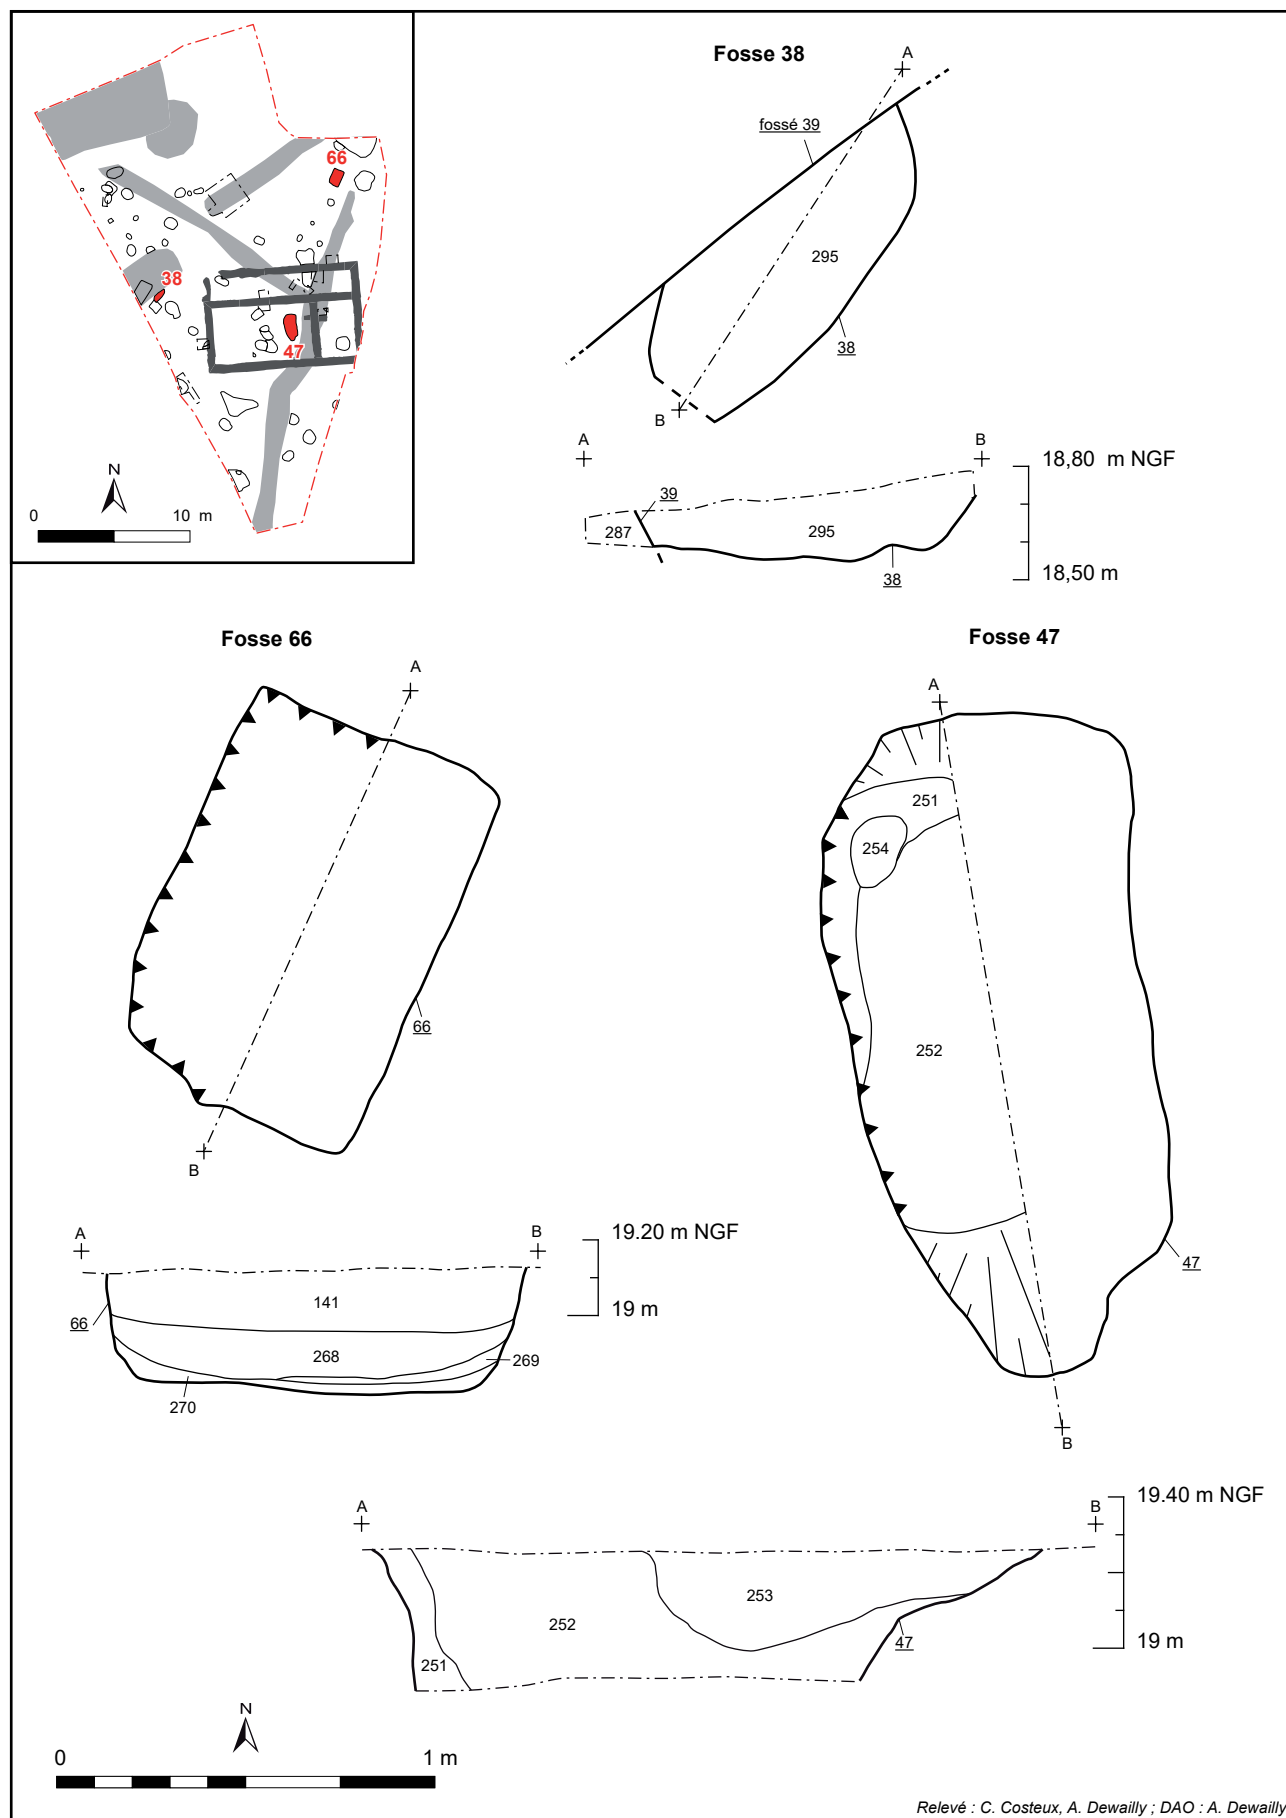 66
38
47
N
0 10 m
Fosse 38
A
fossé 39
295
38
B
A B
18,80 m NGF
39
287 295
38
18,50 m
Fosse 66
A
66
B
A B
19.20 m NGF
141
19 m
66
268
269
270
Fosse 47
A
251
254
252
47
B
A B
19.40 m NGF
253
252
47
19 m
251
N
0 1 m
Relevé : C. Costeux, A. Dewailly ; DAO : A. Dewailly